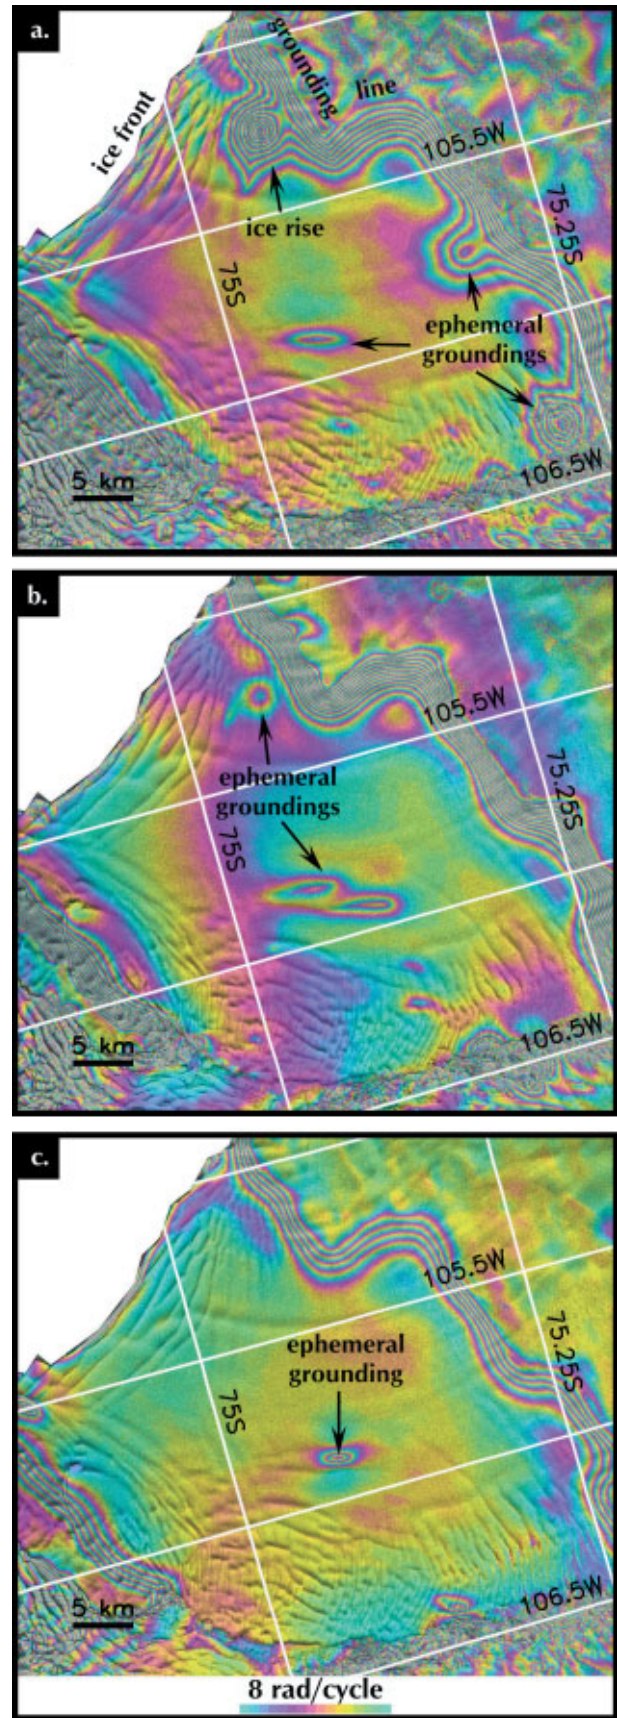 a.
grounding
line
ice front
105.5W
75.25S
ice rise
75S
ephemeral
groundings
106.5W
5 km
b.
105.5W
ephemeral
groundings
75.25S
75S
106.5W
5 km
c.
105.5W
75.25S
ephemeral
grounding
75S
106.5W
5 km
8 rad/cycle